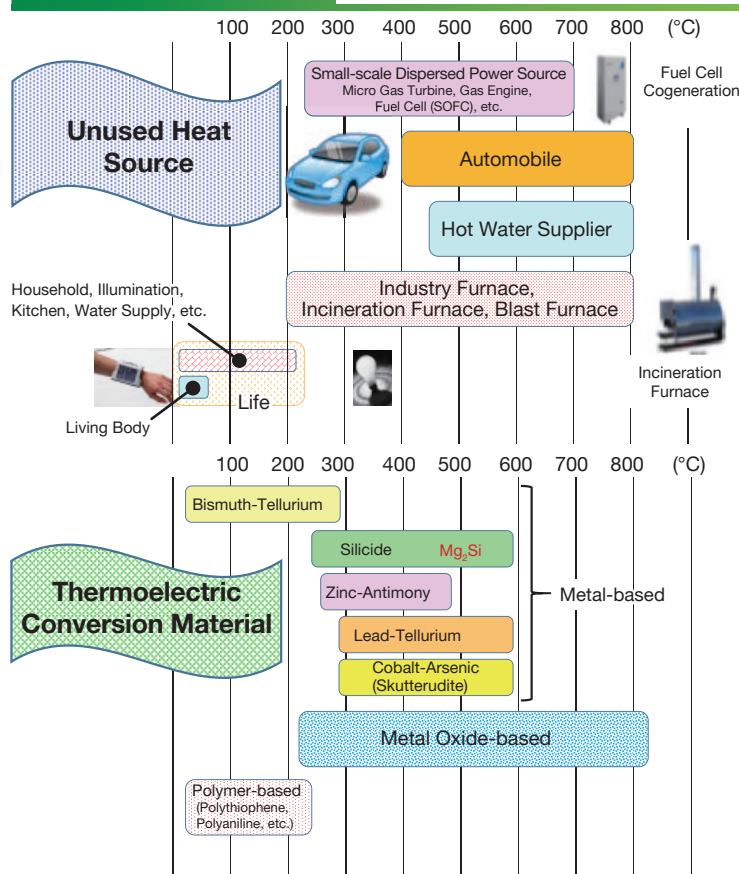 100 200 300 400 500 600 700 800 (°C)
Small-scale Dispersed Power Source
Micro Gas Turbine, Gas Engine,
Fuel Cell (SOFC), etc.
Fuel Cell
Cogeneration
Unused Heat
Source
Automobile
Hot Water Supplier
Household, Illumination,
Kitchen, Water Supply, etc.
Industry Furnace,
Incineration Furnace, Blast Furnace
Incineration
Furnace
Life
Living Body
100 200 300 400 500 600 700 800 (°C)
Bismuth-Tellurium
Silicide Mg₂Si
Thermoelectric
Conversion Material
Zinc-Antimony
Metal-based
Lead-Tellurium
Cobalt-Arsenic
(Skutterudite)
Metal Oxide-based
Polymer-based
(Polythiophene,
Polyaniline, etc.)